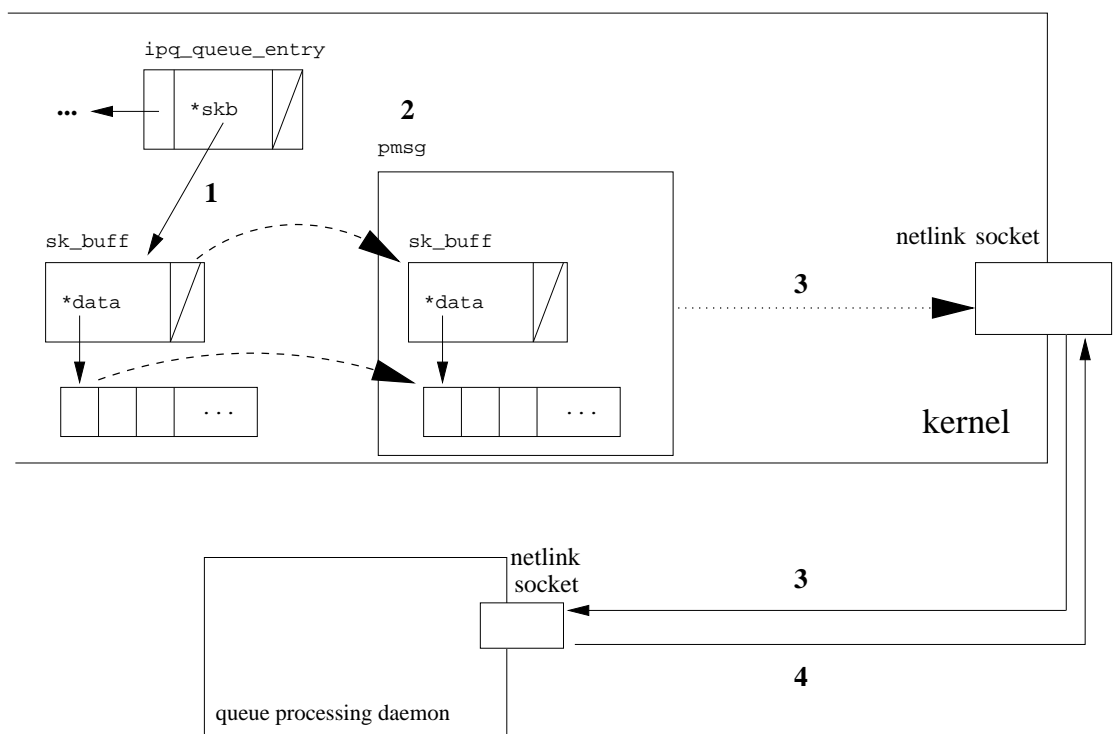 ipq_queue_entry
...
*skb
2
pmsg
1
sk_buff
sk_buff
netlink socket
*data
*data
3
...
...
kernel
netlink
socket
3
4
queue processing daemon